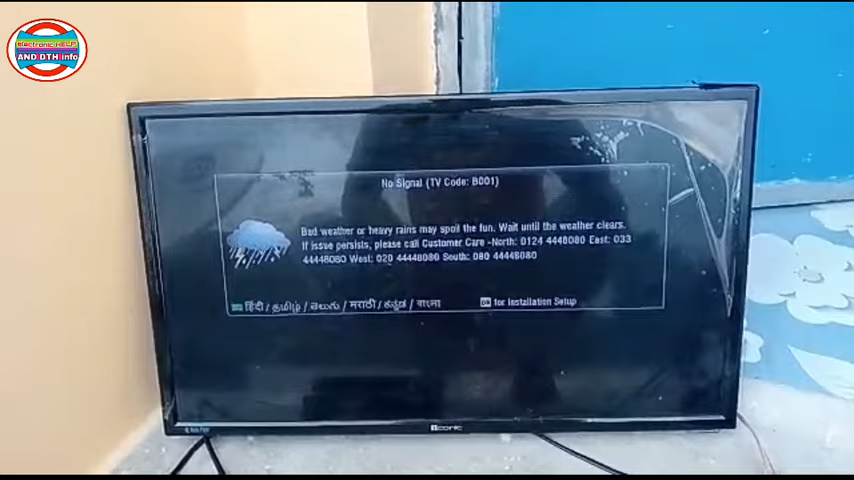 electronic HELP
AND DTH info
No Signal (TV Code: B001)
Bad weather or heavy rains may spoil the fun. Wait until the weather clears.
If issue persists, please call Customer Care -North: 0124 4448080 East: 033
44448080 West: 020 44448080 South: 080 44448080
हिंदी / தமிழ் / తెలుగు / मराठी / ಕನ್ನಡ / বাংলা
OK for Installation Setup